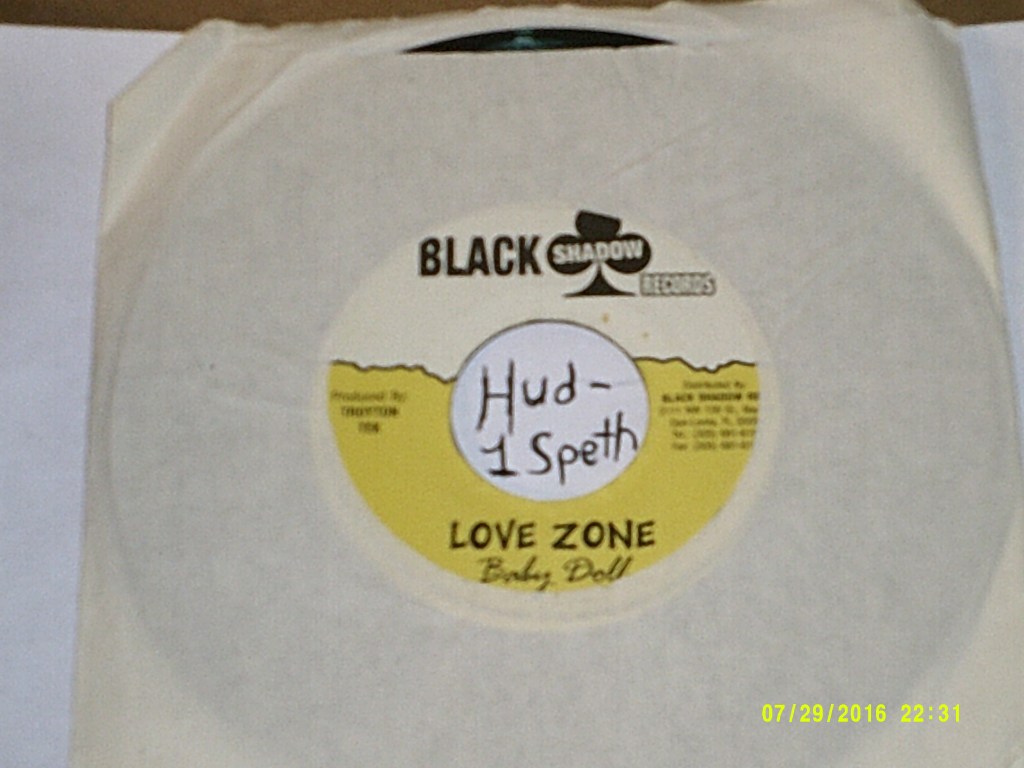 BLACK SHADOW
RECORDS
Hud-
1 Speth
Produced By:
TROYTON
Distributed By
BLACK SHADOW
LOVE ZONE
Baby Doll
07/29/2016 22:31